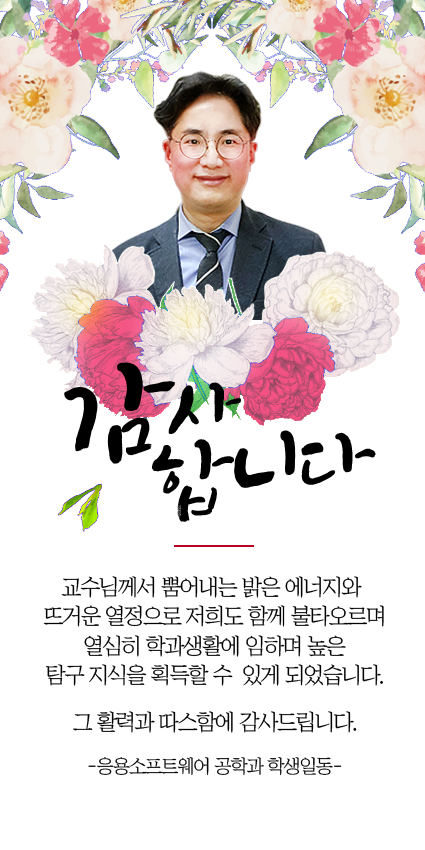 감사
합니다
교수님께서 뿜어내는 밝은 에너지와
뜨거운 열정으로 저희도 함께 불타오르며
열심히 학과생활에 임하며 높은
탐구 지식을 획득할 수 있게 되었습니다.
그 활력과 따스함에 감사드립니다.
-응용소프트웨어 공학과 학생일동-